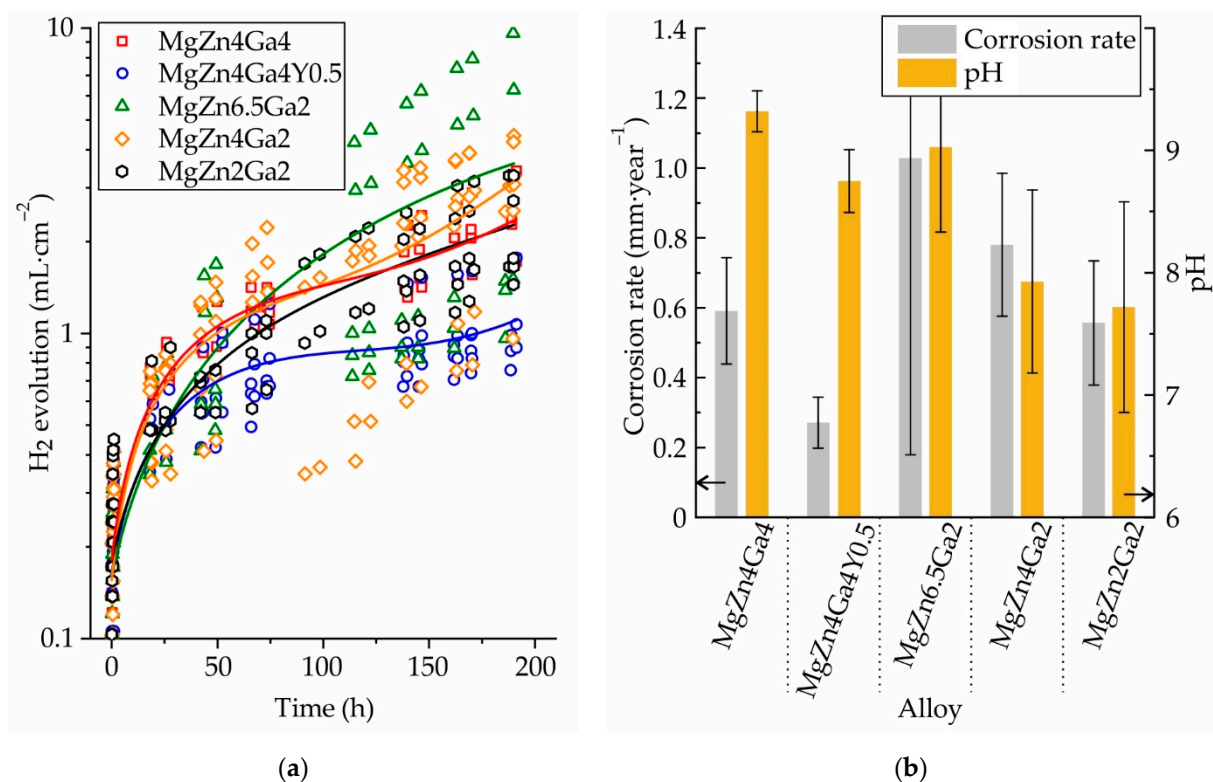 10
1
0.1
H₂ evolution (mL·cm⁻²)
MgZn4Ga4
MgZn4Ga4Y0.5
MgZn6.5Ga2
MgZn4Ga2
MgZn2Ga2
0
50
100
150
200
Time (h)
(a)
1.4
1.2
1.0
0.8
0.6
0.4
0.2
0
Corrosion rate (mm·year⁻¹)
Corrosion rate
pH
9
8
7
6
pH
MgZn4Ga4
MgZn4Ga4Y0.5
MgZn6.5Ga2
MgZn4Ga2
MgZn2Ga2
Alloy
(b)